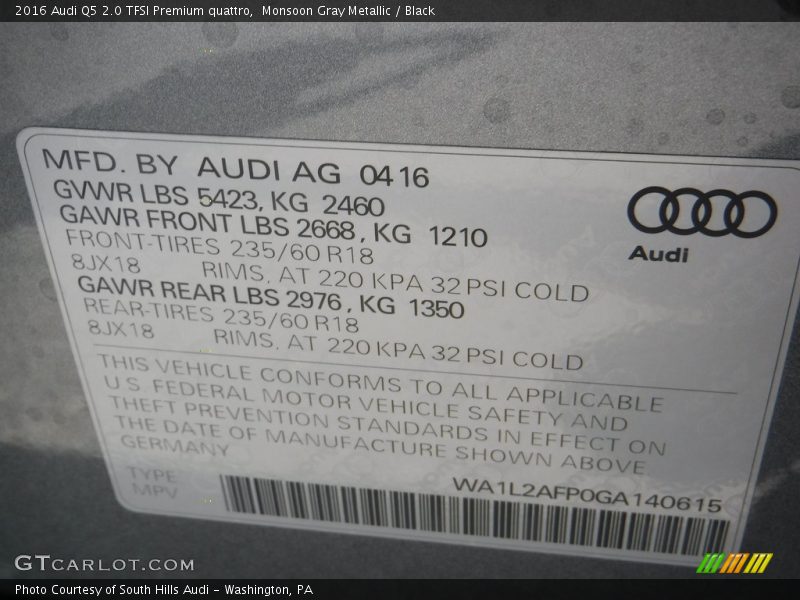 2016 Audi Q5 2.0 TFSI Premium quattro,  Monsoon Gray Metallic / Black
MFD. BY AUDI AG 0416
GVWR LBS 5423, KG 2460
GAWR FRONT LBS 2668, KG 1210
FRONT-TIRES 235/60 R18
8JX18 RIMS, AT 220 KPA 32 PSI COLD
GAWR REAR LBS 2976, KG 1350
REAR-TIRES 235/60 R18
8JX18 RIMS, AT 220 KPA 32 PSI COLD
Audi
THIS VEHICLE CONFORMS TO ALL APPLICABLE
U.S. FEDERAL MOTOR VEHICLE SAFETY AND
THEFT PREVENTION STANDARDS IN EFFECT ON
THE DATE OF MANUFACTURE SHOWN ABOVE
GERMANY
TYPE
MPV
WA1L2AFP0GA140615
GTCARLOT.COM
Photo Courtesy of South Hills Audi - Washington, PA